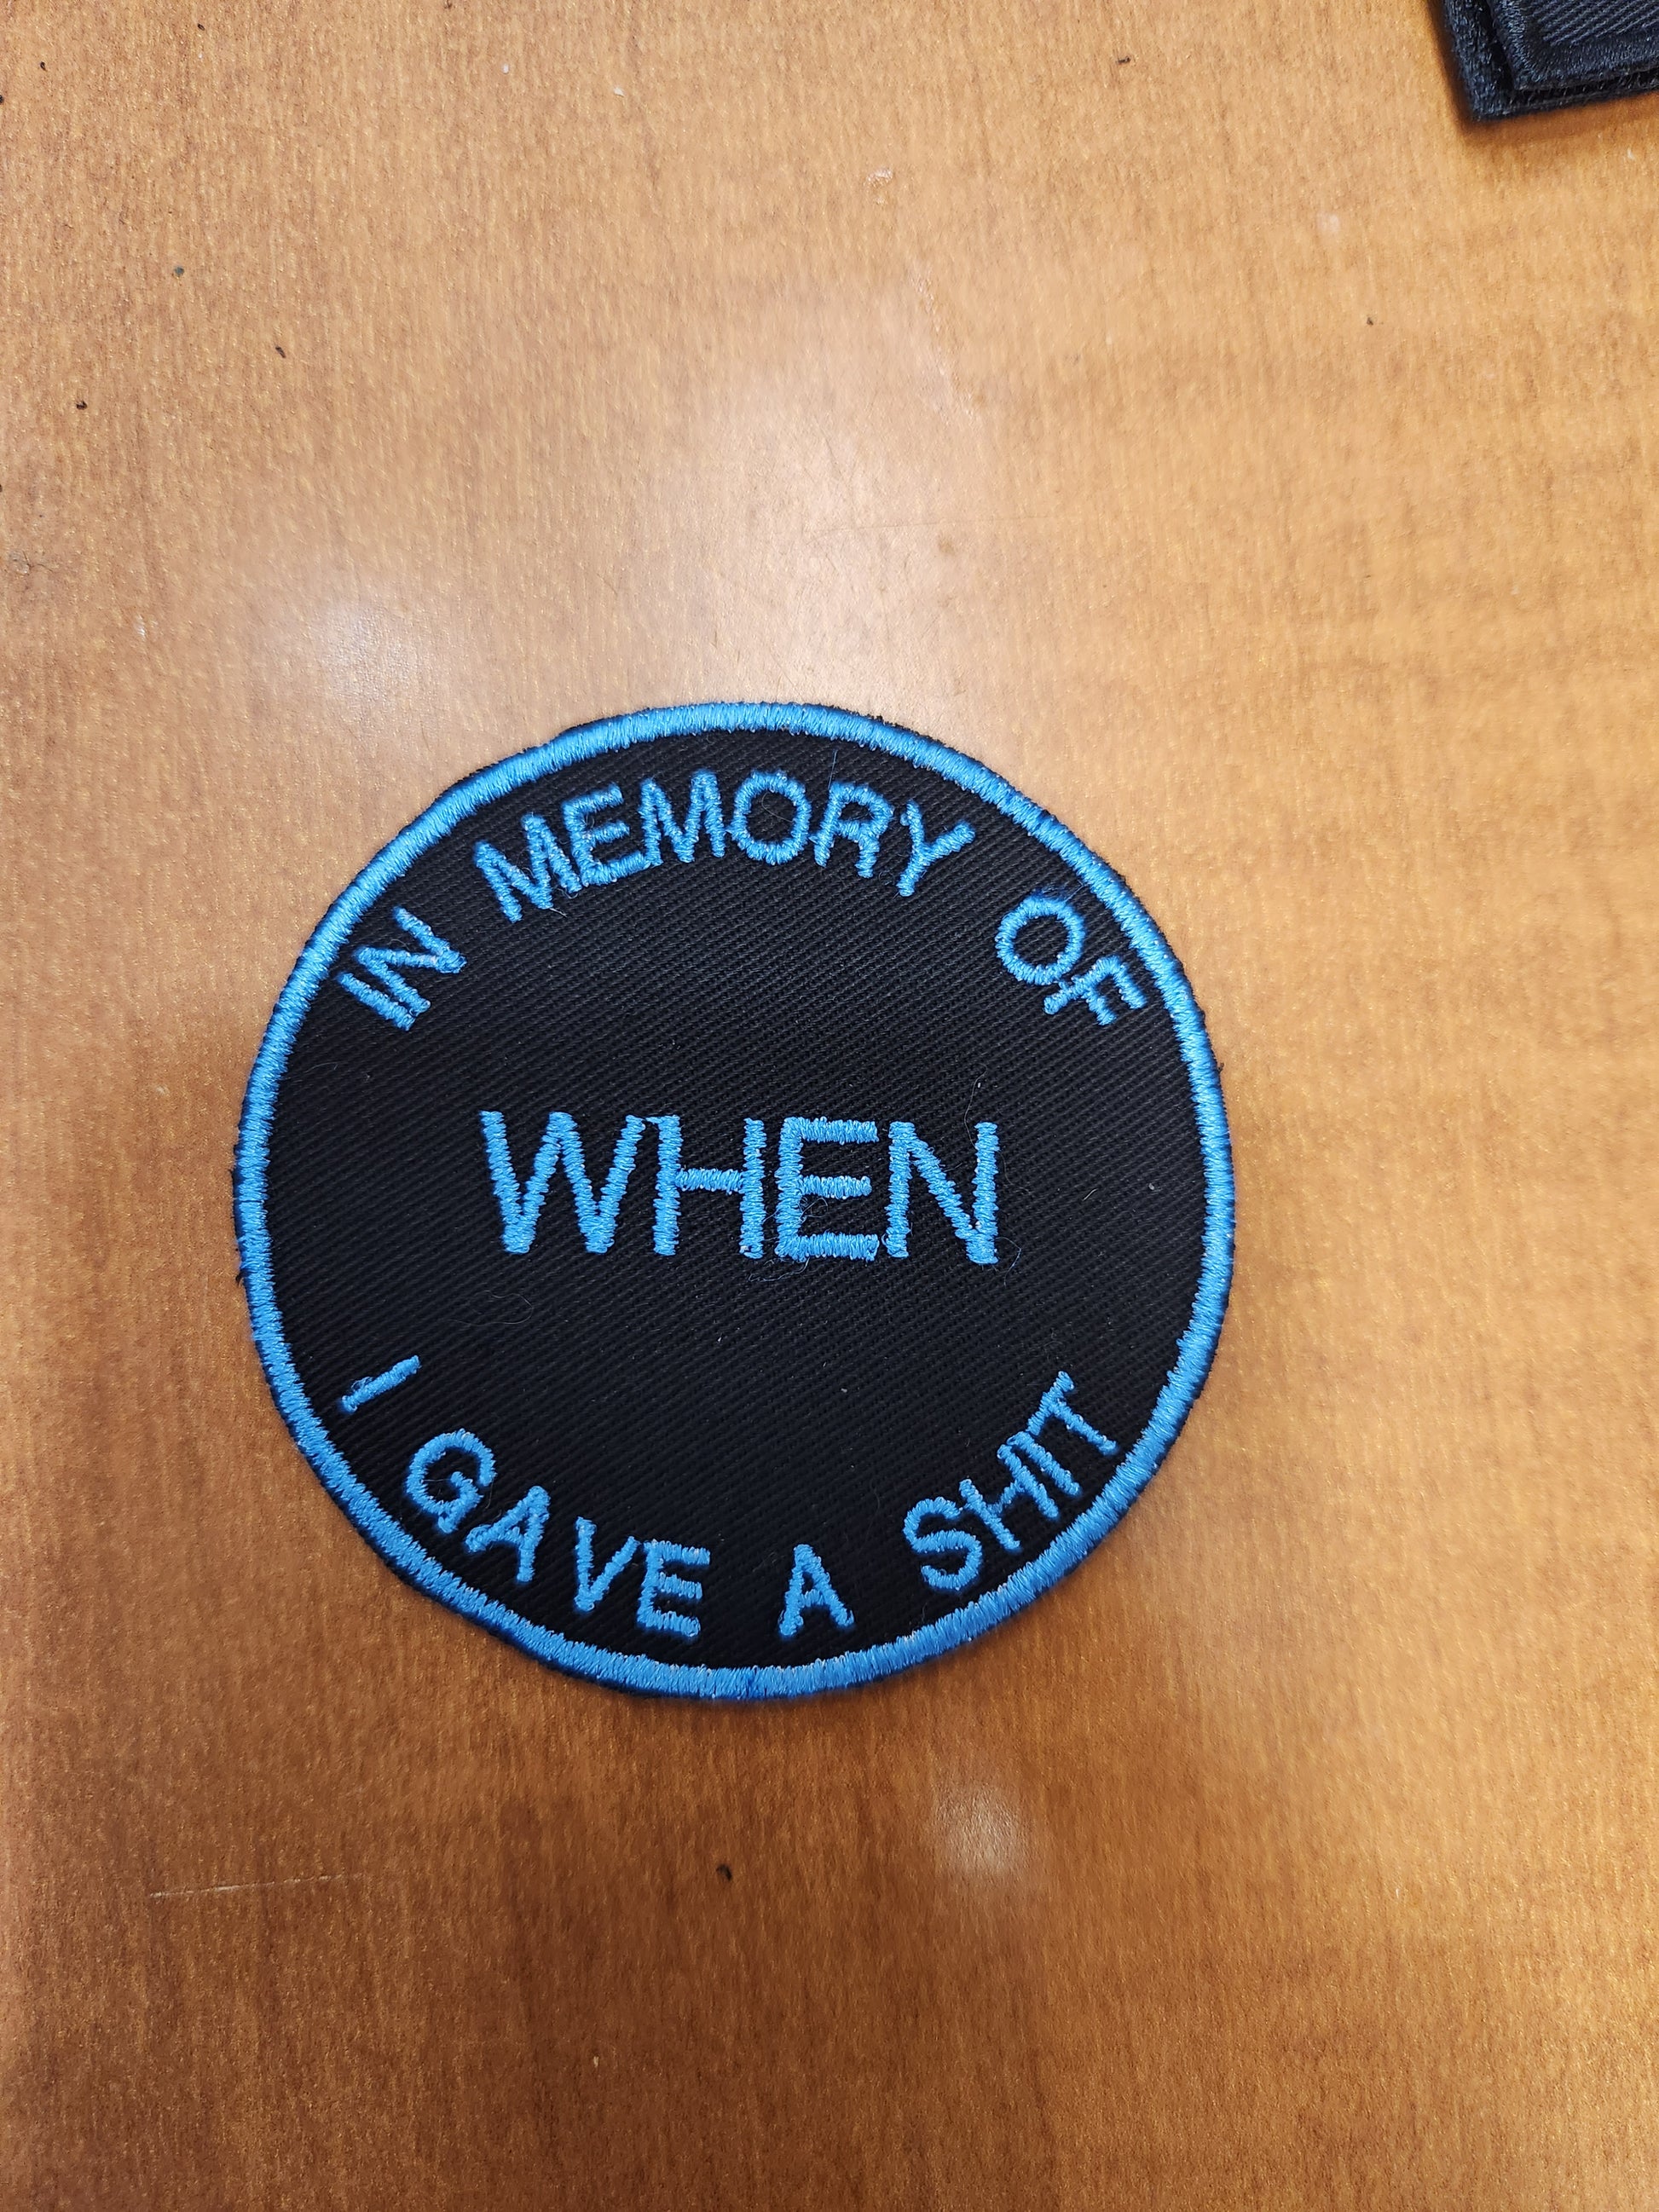 IN MEMORY OF
WHEN
I GAVE A SHIT